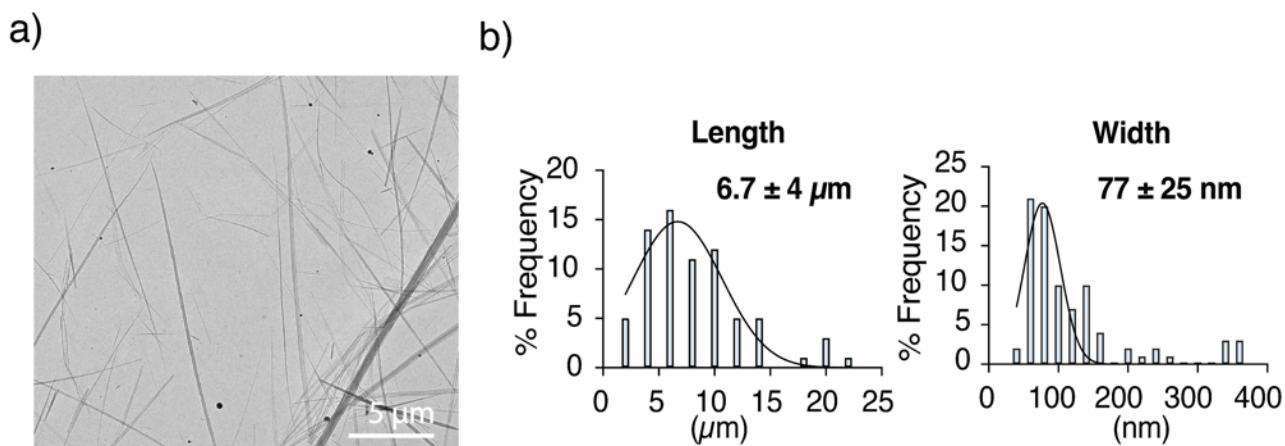 a)
5 µm
b)
Length
6.7 ± 4 µm
% Frequency
20
15
10
5
0
0 5 10 15 20 25
(µm)
Width
77 ± 25 nm
% Frequency
25
20
15
10
5
0
0 100 200 300 400
(nm)